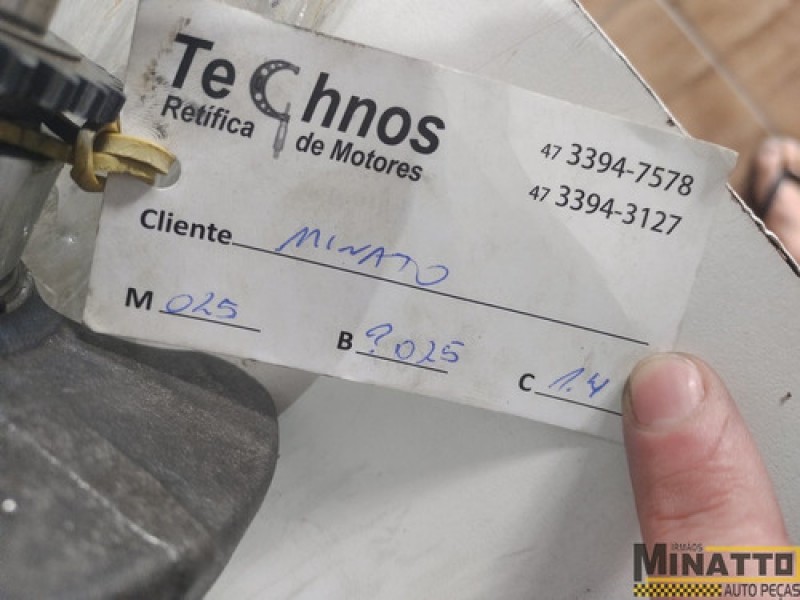 TeChnos
Retífica de Motores
47 3394-7578
47 3394-3127
Cliente MINATO
M 025
B ? 025
C 1.4
IRMÃOS
MINATTO
AUTO PEÇAS